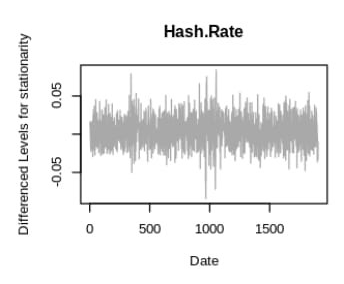 Hash.Rate
Differenced Levels for stationarity
0.05
-0.05
0 500 1000 1500
Date